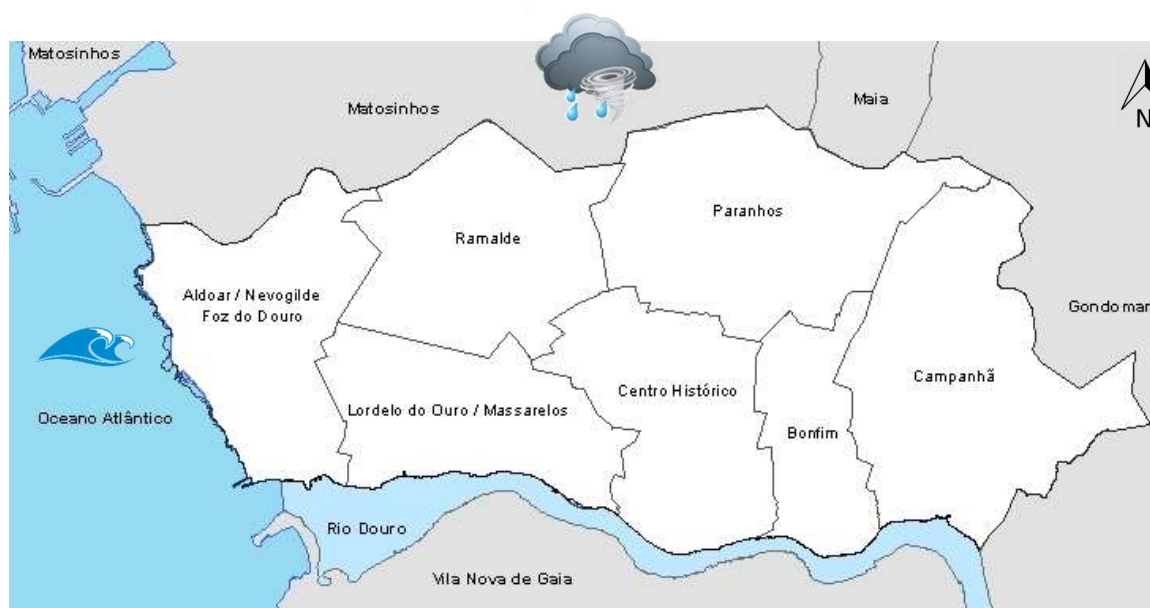 Matosinhos
Matosinhos
Maia
N
Paranhos
Ramalde
Aldoar / Nevogilde
Foz do Douro
Gondomar
Campanhã
Centro Histórico
Lordelo do Ouro / Massarelos
Oceano Atlântico
Bonfim
Rio Douro
Vila Nova de Gaia